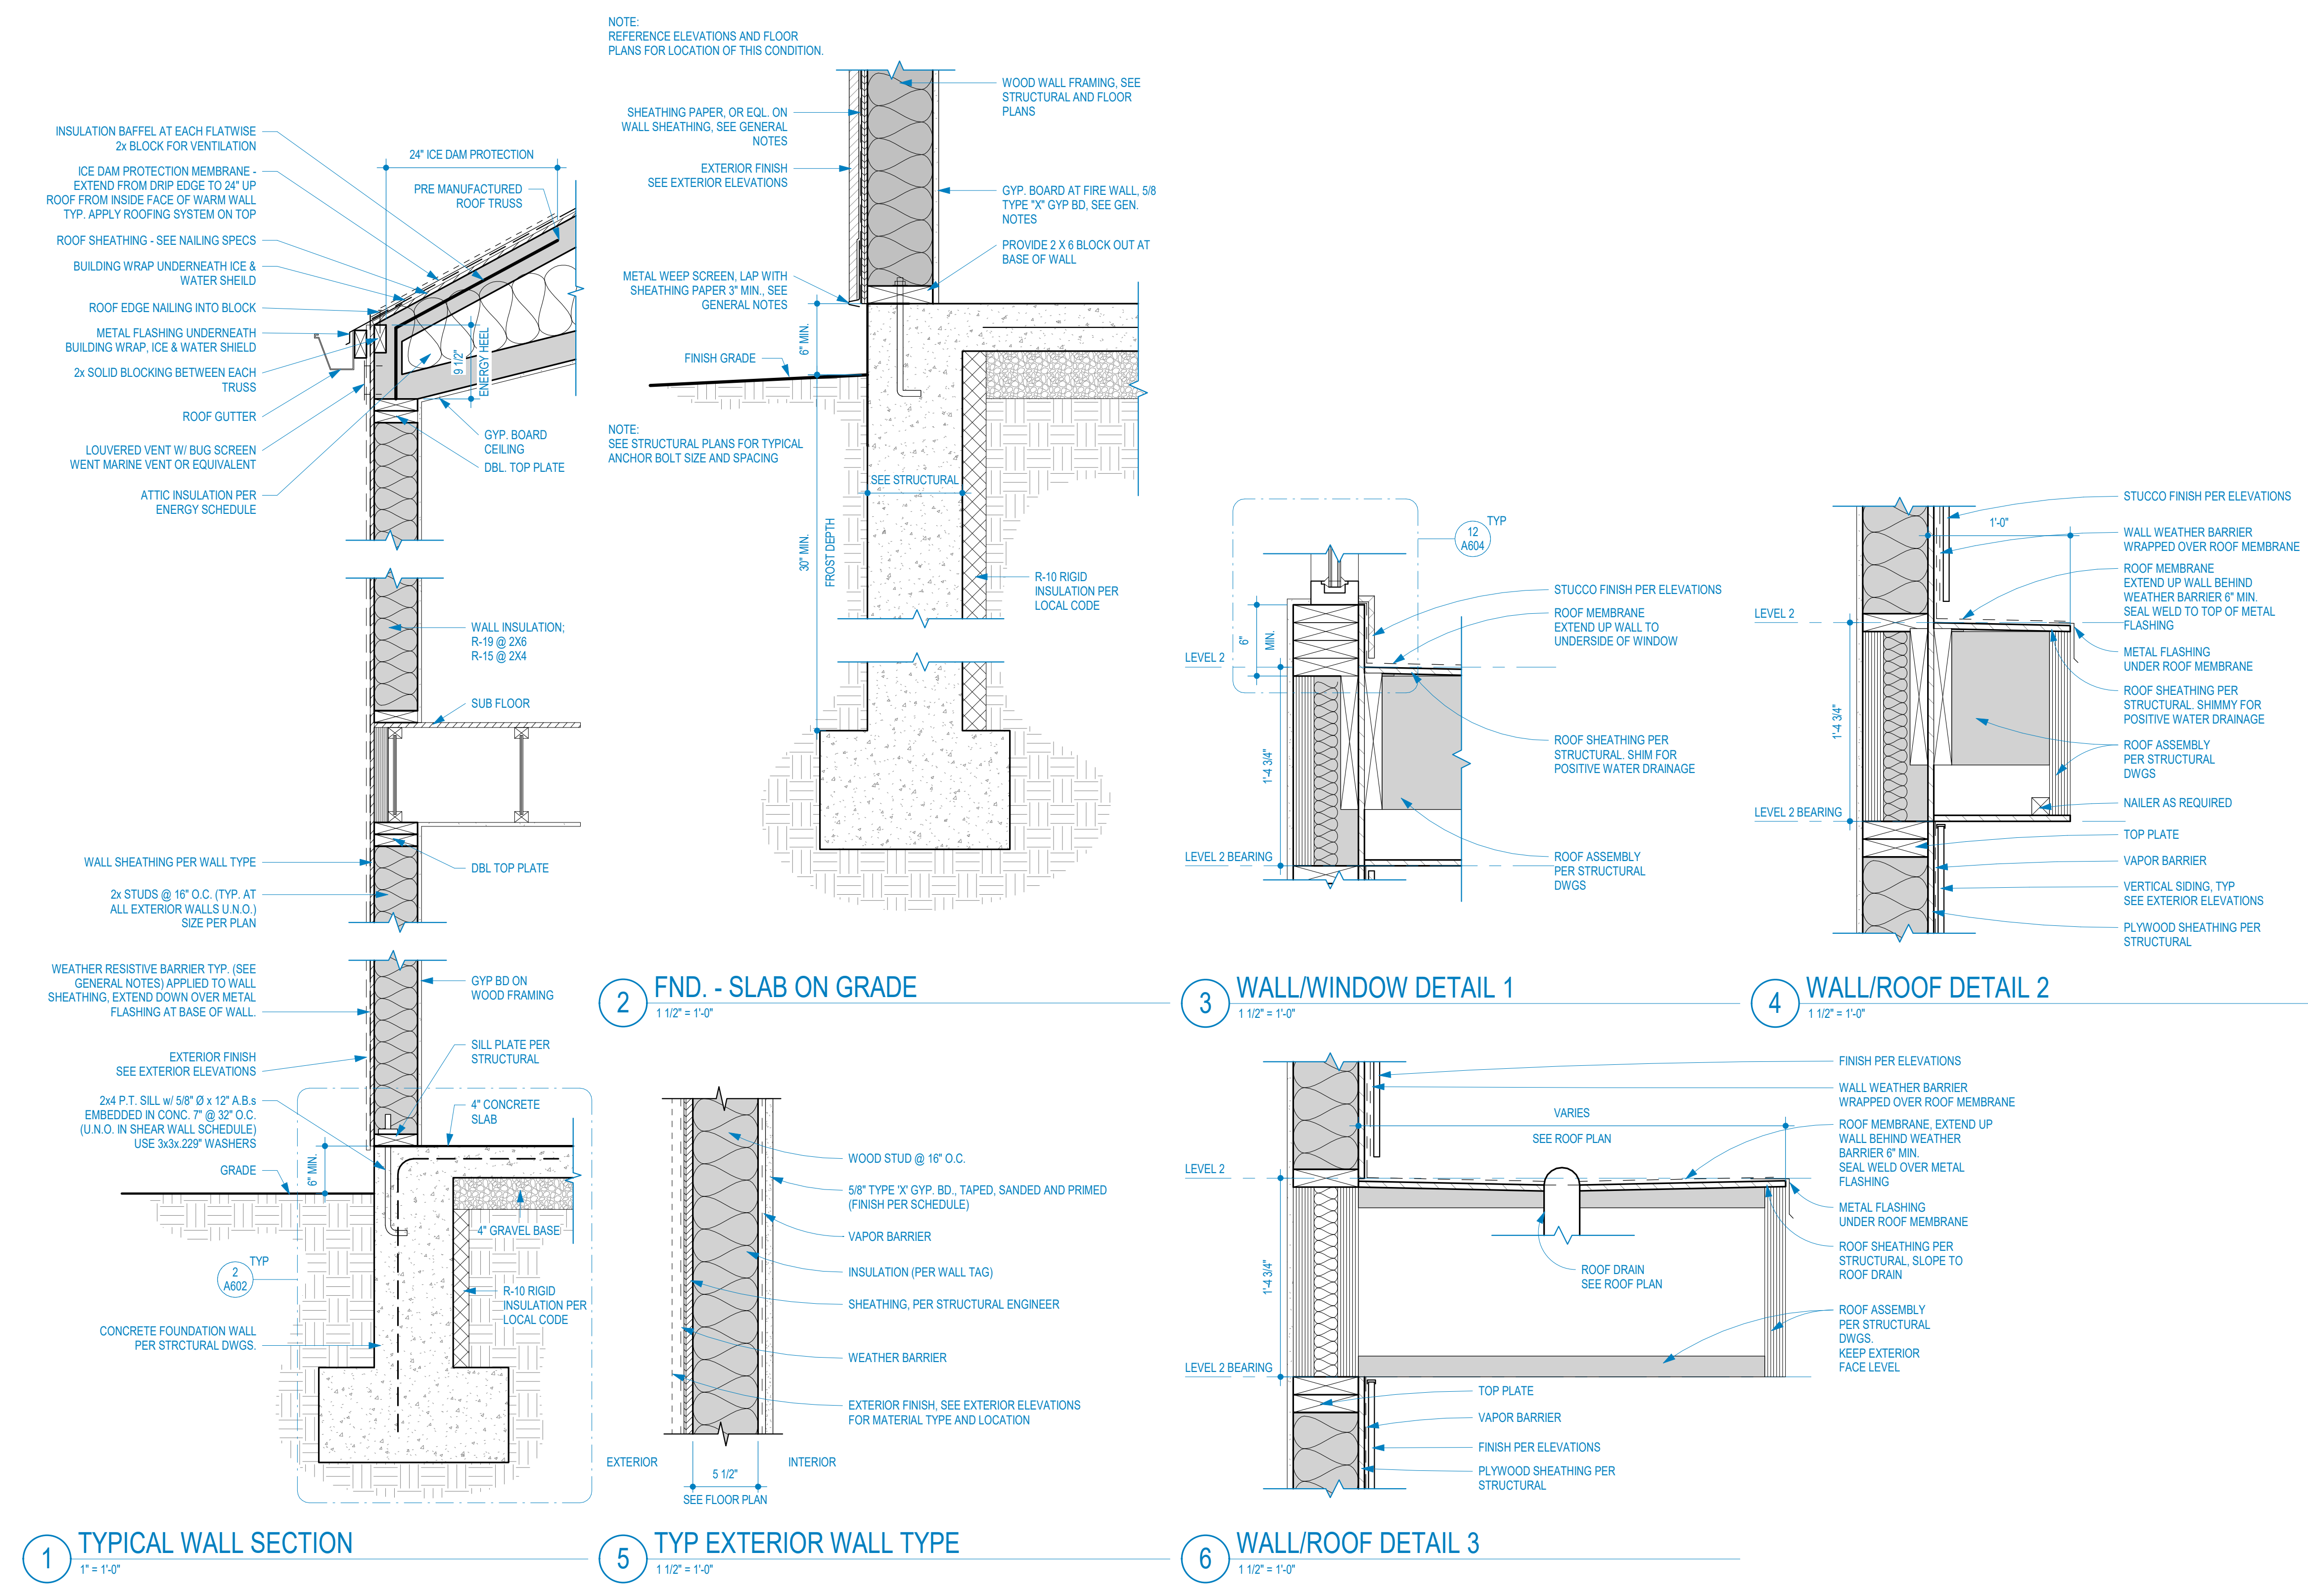 INSULATION BAFFEL AT EACH FLATWISE
2x BLOCK FOR VENTILATION
ICE DAM PROTECTION MEMBRANE -
EXTEND FROM DRIP EDGE TO 24" UP
ROOF FROM INSIDE FACE OF WARM WALL
TYP. APPLY ROOFING SYSTEM ON TOP
ROOF SHEATHING - SEE NAILING SPECS
BUILDING WRAP UNDERNEATH ICE &
WATER SHEILD
ROOF EDGE NAILING INTO BLOCK
METAL FLASHING UNDERNEATH
BUILDING WRAP, ICE & WATER SHIELD
2x SOLID BLOCKING BETWEEN EACH
TRUSS
ROOF GUTTER
LOUVERED VENT W/ BUG SCREEN
WENT MARINE VENT OR EQUIVALENT
ATTIC INSULATION PER
ENERGY SCHEDULE
24" ICE DAM PROTECTION
PRE MANUFACTURED
ROOF TRUSS
9 1/2"
ENERGY HEEL
GYP. BOARD
CEILING
DBL. TOP PLATE
WALL INSULATION;
R-19 @ 2X6
R-15 @ 2X4
SUB FLOOR
WALL SHEATHING PER WALL TYPE
DBL TOP PLATE
2x STUDS @ 16" O.C. (TYP. AT
ALL EXTERIOR WALLS U.N.O.)
SIZE PER PLAN
WEATHER RESISTIVE BARRIER TYP. (SEE
GENERAL NOTES) APPLIED TO WALL
SHEATHING, EXTEND DOWN OVER METAL
FLASHING AT BASE OF WALL.
GYP BD ON
WOOD FRAMING
EXTERIOR FINISH
SEE EXTERIOR ELEVATIONS
SILL PLATE PER
STRUCTURAL
2x4 P.T. SILL w/ 5/8" Ø x 12" A.B.s
EMBEDDED IN CONC. 7" @ 32" O.C.
(U.N.O. IN SHEAR WALL SCHEDULE)
USE 3x3x.229" WASHERS
4" CONCRETE
SLAB
GRADE
6" MIN.
4" GRAVEL BASE
TYP
2
A602
R-10 RIGID
INSULATION PER
LOCAL CODE
CONCRETE FOUNDATION WALL
PER STRCTURAL DWGS.
1
TYPICAL WALL SECTION
1" = 1'-0"
NOTE:
REFERENCE ELEVATIONS AND FLOOR
PLANS FOR LOCATION OF THIS CONDITION.
SHEATHING PAPER, OR EQL. ON
WALL SHEATHING, SEE GENERAL
NOTES
EXTERIOR FINISH
SEE EXTERIOR ELEVATIONS
METAL WEEP SCREEN, LAP WITH
SHEATHING PAPER 3" MIN., SEE
GENERAL NOTES
FINISH GRADE
6" MIN.
NOTE:
SEE STRUCTURAL PLANS FOR TYPICAL
ANCHOR BOLT SIZE AND SPACING
SEE STRUCTURAL
30" MIN.
FROST DEPTH
WOOD WALL FRAMING, SEE
STRUCTURAL AND FLOOR
PLANS
GYP. BOARD AT FIRE WALL, 5/8
TYPE "X" GYP BD, SEE GEN.
NOTES
PROVIDE 2 X 6 BLOCK OUT AT
BASE OF WALL
R-10 RIGID
INSULATION PER
LOCAL CODE
2
FND. - SLAB ON GRADE
1 1/2" = 1'-0"
12
A604
TYP
STUCCO FINISH PER ELEVATIONS
ROOF MEMBRANE
EXTEND UP WALL TO
UNDERSIDE OF WINDOW
6"
MIN.
LEVEL 2
1'-4 3/4"
ROOF SHEATHING PER
STRUCTURAL. SHIM FOR
POSITIVE WATER DRAINAGE
LEVEL 2 BEARING
ROOF ASSEMBLY
PER STRUCTURAL
DWGS
3
WALL/WINDOW DETAIL 1
1 1/2" = 1'-0"
STUCCO FINISH PER ELEVATIONS
1'-0"
WALL WEATHER BARRIER
WRAPPED OVER ROOF MEMBRANE
ROOF MEMBRANE
EXTEND UP WALL BEHIND
WEATHER BARRIER 6" MIN.
SEAL WELD TO TOP OF METAL
FLASHING
LEVEL 2
METAL FLASHING
UNDER ROOF MEMBRANE
ROOF SHEATHING PER
STRUCTURAL. SHIMMY FOR
POSITIVE WATER DRAINAGE
1'-4 3/4"
ROOF ASSEMBLY
PER STRUCTURAL
DWGS
NAILER AS REQUIRED
LEVEL 2 BEARING
TOP PLATE
VAPOR BARRIER
VERTICAL SIDING, TYP
SEE EXTERIOR ELEVATIONS
PLYWOOD SHEATHING PER
STRUCTURAL
4
WALL/ROOF DETAIL 2
1 1/2" = 1'-0"
WOOD STUD @ 16" O.C.
5/8" TYPE 'X' GYP. BD., TAPED, SANDED AND PRIMED
(FINISH PER SCHEDULE)
VAPOR BARRIER
INSULATION (PER WALL TAG)
SHEATHING, PER STRUCTURAL ENGINEER
WEATHER BARRIER
EXTERIOR FINISH, SEE EXTERIOR ELEVATIONS
FOR MATERIAL TYPE AND LOCATION
EXTERIOR
INTERIOR
5 1/2"
SEE FLOOR PLAN
5
TYP EXTERIOR WALL TYPE
1 1/2" = 1'-0"
FINISH PER ELEVATIONS
WALL WEATHER BARRIER
WRAPPED OVER ROOF MEMBRANE
VARIES
SEE ROOF PLAN
ROOF MEMBRANE, EXTEND UP
WALL BEHIND WEATHER
BARRIER 6" MIN.
SEAL WELD OVER METAL
FLASHING
LEVEL 2
METAL FLASHING
UNDER ROOF MEMBRANE
ROOF SHEATHING PER
STRUCTURAL, SLOPE TO
ROOF DRAIN
1'-4 3/4"
ROOF DRAIN
SEE ROOF PLAN
ROOF ASSEMBLY
PER STRUCTURAL
DWGS.
KEEP EXTERIOR
FACE LEVEL
LEVEL 2 BEARING
TOP PLATE
VAPOR BARRIER
FINISH PER ELEVATIONS
PLYWOOD SHEATHING PER
STRUCTURAL
6
WALL/ROOF DETAIL 3
1 1/2" = 1'-0"